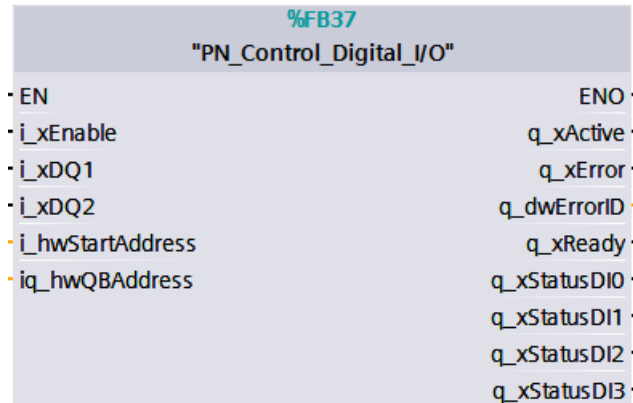 %FB37
"PN_Control_Digital_I/O"
EN ENO
i_xEnable q_xActive
i_xDQ1 q_xError
i_xDQ2 q_dwErrorID
i_hwStartAddress q_xReady
iq_hwQBAddress q_xStatusDI0
q_xStatusDI1
q_xStatusDI2
q_xStatusDI3